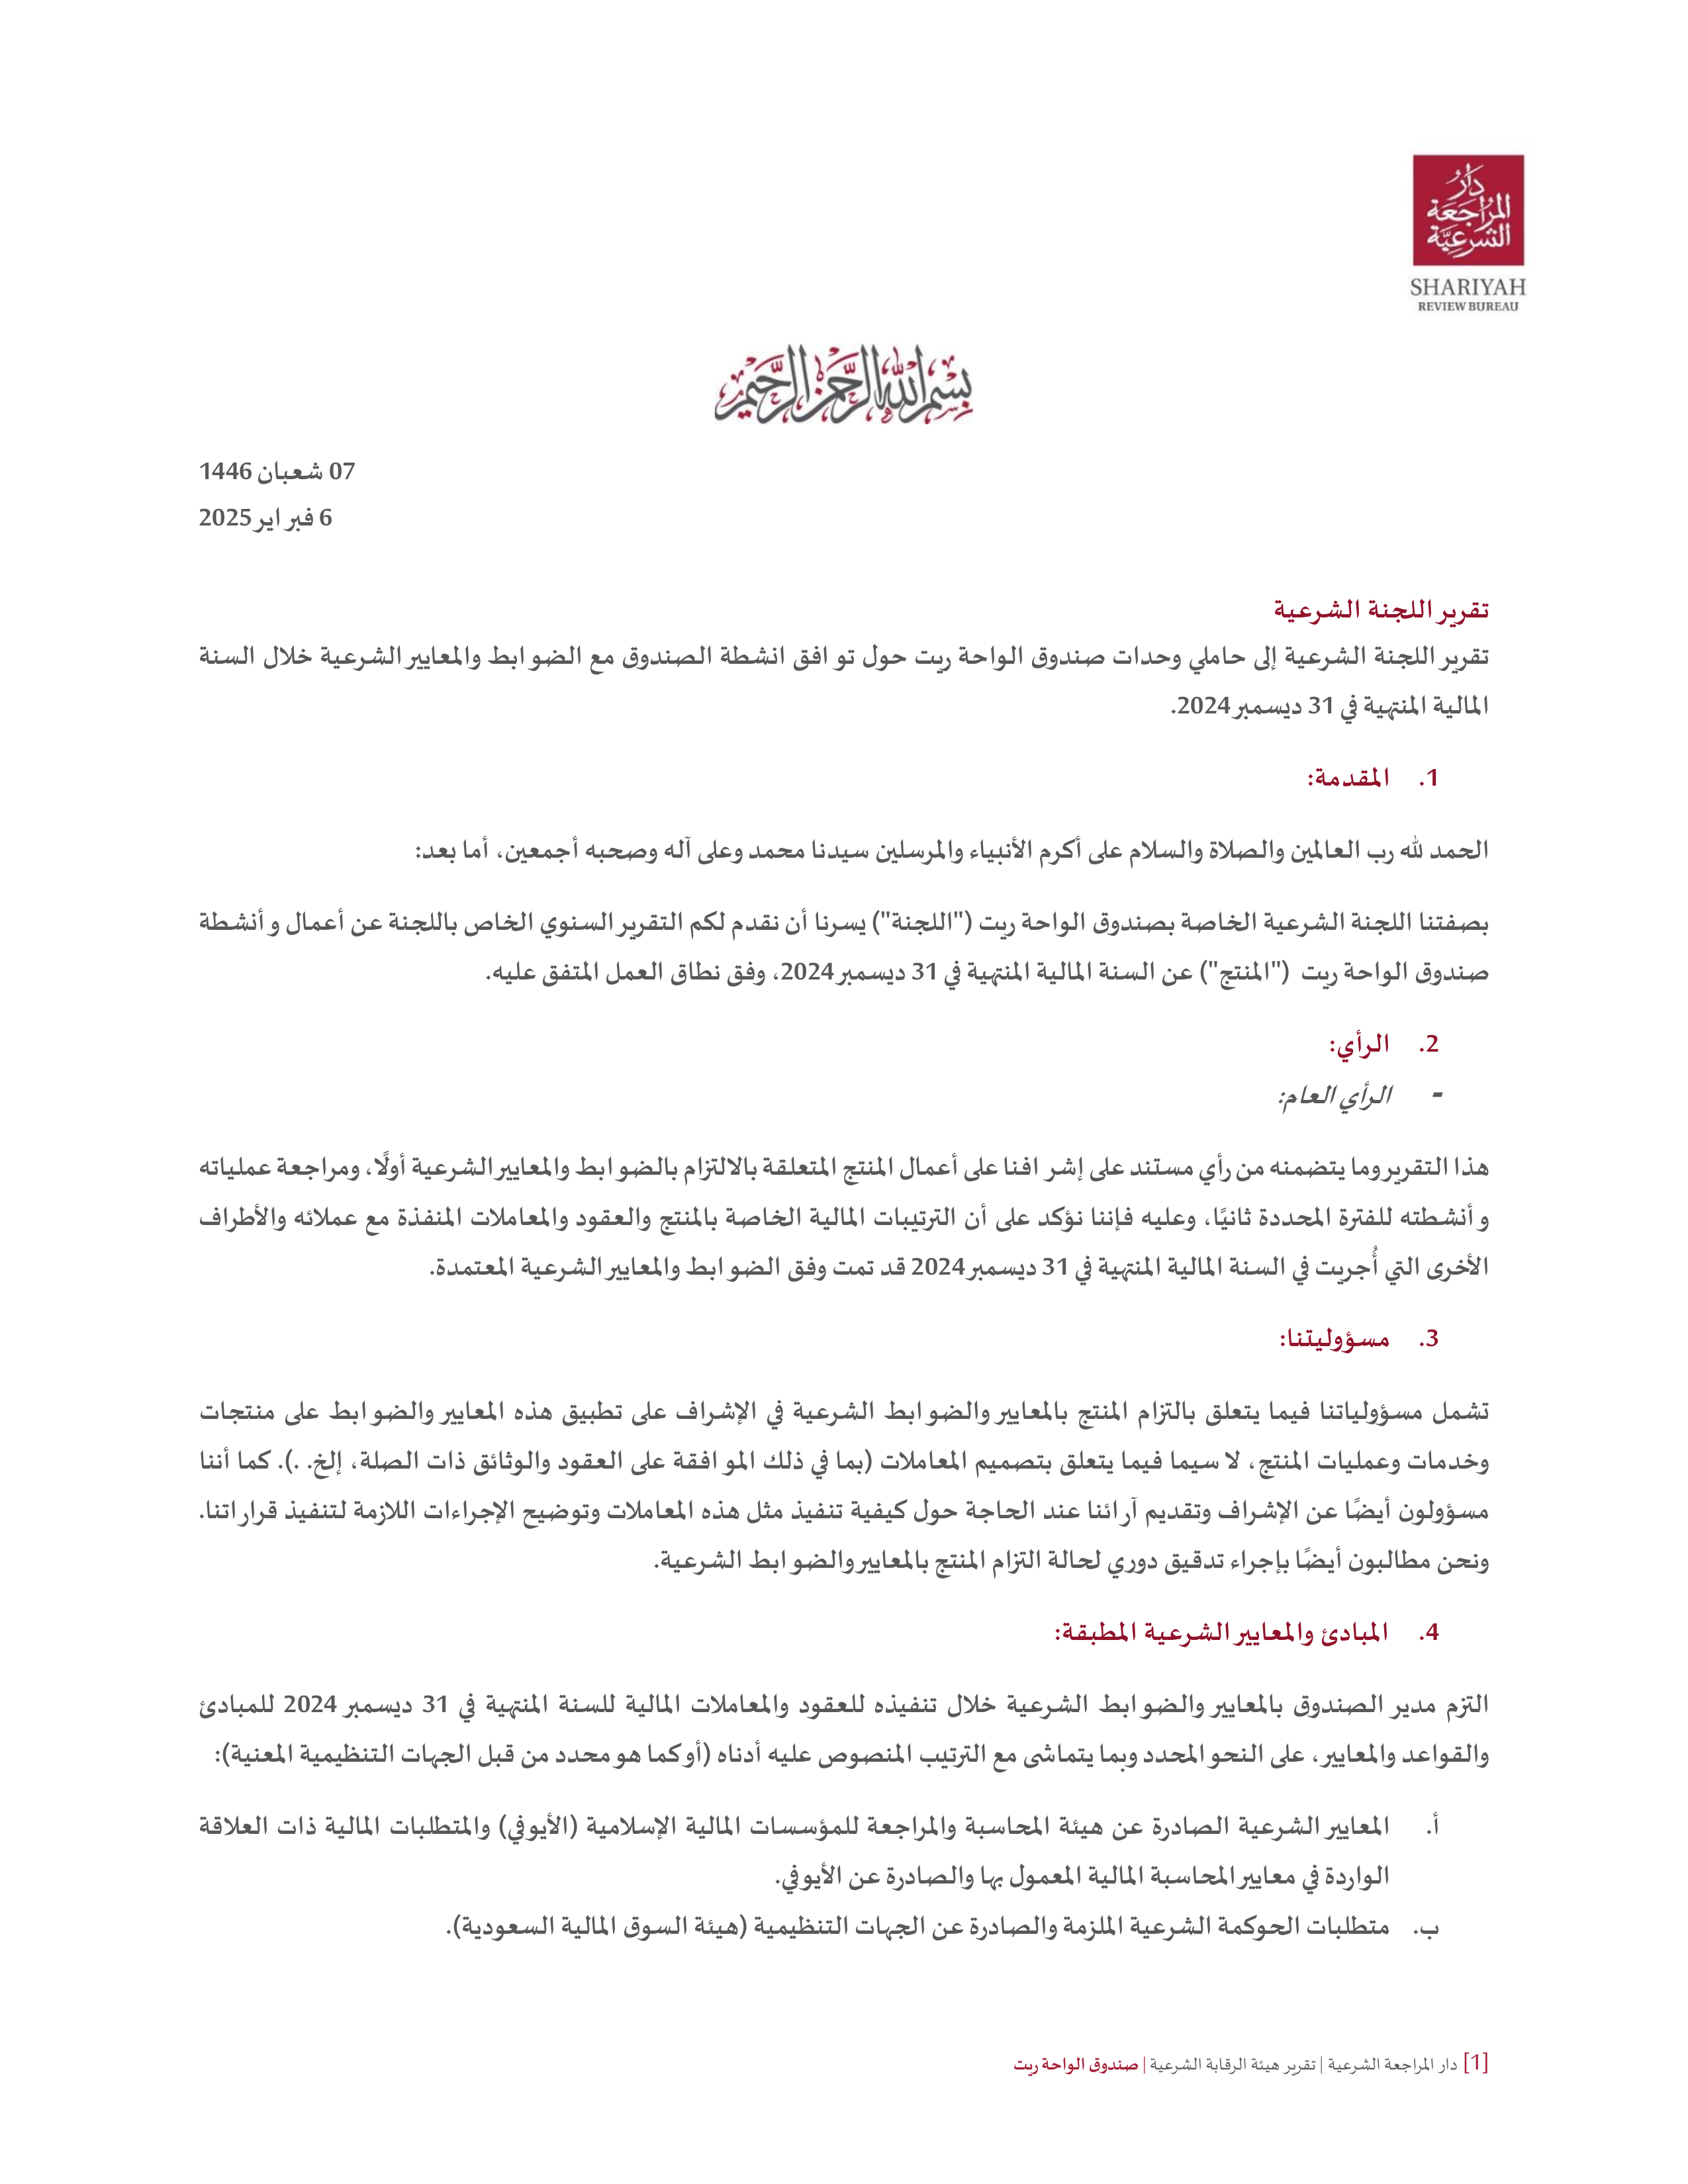 دَارُ
المُرَاجَعَة
الشَّرعِيَّة
SHARIYAH
REVIEW BUREAU
بِسْمِ اللهِ الرَّحْمَنِ الرَّحِيمِ
07 شعبان 1446
6 فبراير 2025
تقرير اللجنة الشرعية
تقرير اللجنة الشرعية إلى حاملي وحدات صندوق الواحة ريت حول توافق انشطة الصندوق مع الضوابط والمعايير الشرعية خلال السنة
المالية المنتهية في 31 ديسمبر 2024.
1. المقدمة:
الحمد لله رب العالمين والصلاة والسلام على أكرم الأنبياء والمرسلين سيدنا محمد وعلى آله وصحبه أجمعين، أما بعد:
بصفتنا اللجنة الشرعية الخاصة بصندوق الواحة ريت ("اللجنة") يسرنا أن نقدم لكم التقرير السنوي الخاص باللجنة عن أعمال وأنشطة
صندوق الواحة ريت ("المنتج") عن السنة المالية المنتهية في 31 ديسمبر 2024، وفق نطاق العمل المتفق عليه.
2. الرأي:
- الرأي العام:
هذا التقرير وما يتضمنه من رأي مستند على إشرافنا على أعمال المنتج المتعلقة بالالتزام بالضوابط والمعايير الشرعية أولًا، ومراجعة عملياته
وأنشطته للفترة المحددة ثانيًا، وعليه فإننا نؤكد على أن الترتيبات المالية الخاصة بالمنتج والعقود والمعاملات المنفذة مع عملائه والأطراف
الأخرى التي أُجريت في السنة المالية المنتهية في 31 ديسمبر 2024 قد تمت وفق الضوابط والمعايير الشرعية المعتمدة.
3. مسؤوليتنا:
تشمل مسؤولياتنا فيما يتعلق بالتزام المنتج بالمعايير والضوابط الشرعية في الإشراف على تطبيق هذه المعايير والضوابط على منتجات
وخدمات وعمليات المنتج، لا سيما فيما يتعلق بتصميم المعاملات (بما في ذلك الموافقة على العقود والوثائق ذات الصلة، إلخ. .). كما أننا
مسؤولون أيضًا عن الإشراف وتقديم آرائنا عند الحاجة حول كيفية تنفيذ مثل هذه المعاملات وتوضيح الإجراءات اللازمة لتنفيذ قراراتنا.
ونحن مطالبون أيضًا بإجراء تدقيق دوري لحالة التزام المنتج بالمعايير والضوابط الشرعية.
4. المبادئ والمعايير الشرعية المطبقة:
التزم مدير الصندوق بالمعايير والضوابط الشرعية خلال تنفيذه للعقود والمعاملات المالية للسنة المنتهية في 31 ديسمبر 2024 للمبادئ
والقواعد والمعايير، على النحو المحدد وبما يتماشى مع الترتيب المنصوص عليه أدناه (أو كما هو محدد من قبل الجهات التنظيمية المعنية):
أ. المعايير الشرعية الصادرة عن هيئة المحاسبة والمراجعة للمؤسسات المالية الإسلامية (الأيوفي) والمتطلبات المالية ذات العلاقة
الواردة في معايير المحاسبة المالية المعمول بها والصادرة عن الأيوفي.
ب. متطلبات الحوكمة الشرعية الملزمة والصادرة عن الجهات التنظيمية (هيئة السوق المالية السعودية).
[1] دار المراجعة الشرعية | تقرير هيئة الرقابة الشرعية | صندوق الواحة ريت